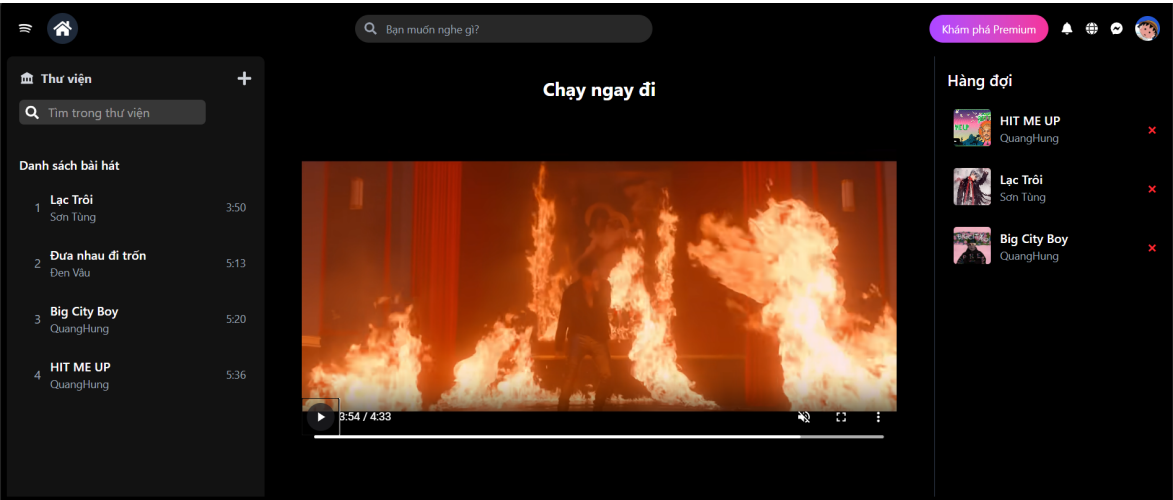 Bạn muốn nghe gì?
Khám phá Premium
Thư viện
Tìm trong thư viện
Danh sách bài hát
1 Lạc Trôi 3:50
Sơn Tùng
2 Đưa nhau đi trốn 5:13
Đen Vâu
3 Big City Boy 5:20
QuangHung
4 HIT ME UP 5:36
QuangHung
Chạy ngay đi
3:54 / 4:33
Hàng đợi
HIT ME UP
QuangHung
Lạc Trôi
Sơn Tùng
Big City Boy
QuangHung